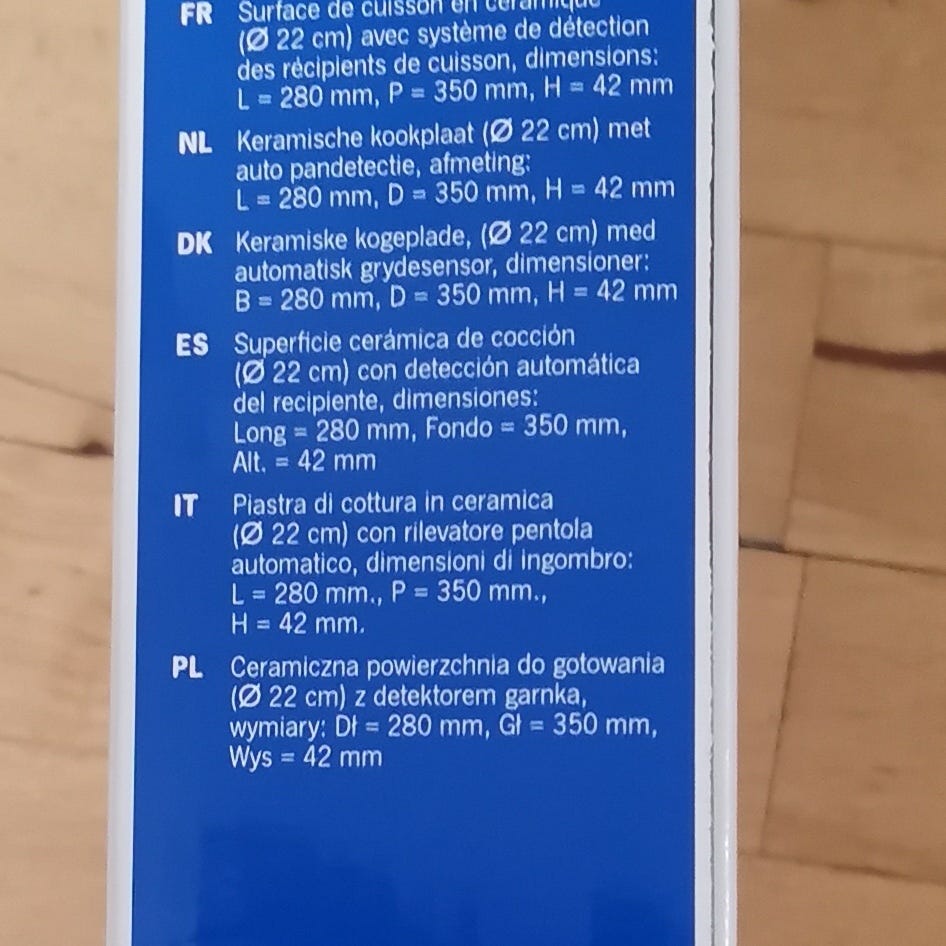 FR Surface de cuisson en céramique
(Ø 22 cm) avec système de détection
des récipients de cuisson, dimensions:
L = 280 mm, P = 350 mm, H = 42 mm
NL Keramische kookplaat (Ø 22 cm) met
auto pandetectie, afmeting:
L = 280 mm, D = 350 mm, H = 42 mm
DK Keramiske kogeplade, (Ø 22 cm) med
automatisk grydesensor, dimensioner:
B = 280 mm, D = 350 mm, H = 42 mm
ES Superficie cerámica de cocción
(Ø 22 cm) con detección automática
del recipiente, dimensiones:
Long = 280 mm, Fondo = 350 mm,
Alt. = 42 mm
IT Piastra di cottura in ceramica
(Ø 22 cm) con rilevatore pentola
automatico, dimensioni di ingombro:
L = 280 mm., P = 350 mm.,
H = 42 mm.
PL Ceramiczna powierzchnia do gotowania
(Ø 22 cm) z detektorem garnka,
wymiary: Dł = 280 mm, Gł = 350 mm,
Wys = 42 mm